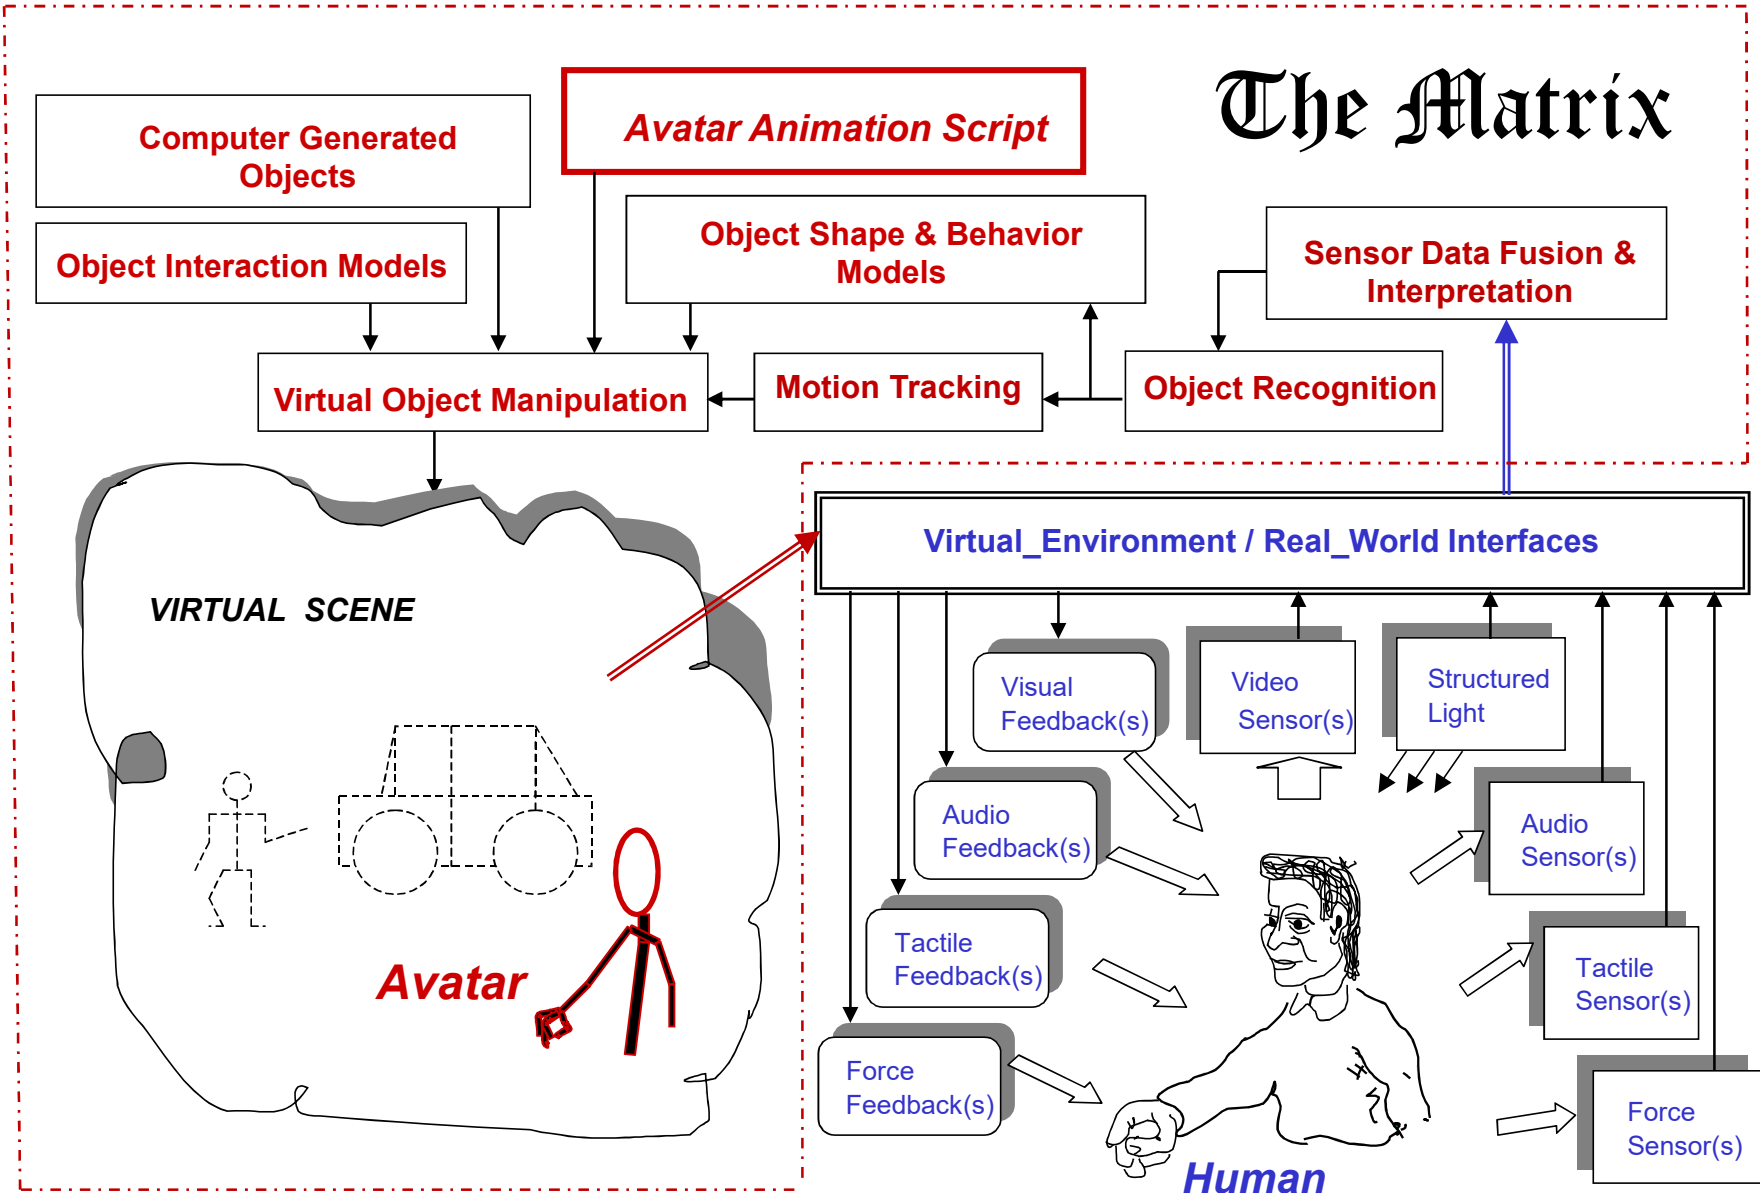 The Matrix
Avatar Animation Script
Computer Generated
Objects
Object Shape & Behavior
Models
Sensor Data Fusion &
Interpretation
Object Interaction Models
Virtual Object Manipulation
Motion Tracking
Object Recognition
Virtual_Environment / Real_World Interfaces
VIRTUAL SCENE
Avatar
Visual
Feedback(s)
Video
Sensor(s)
Structured
Light
Audio
Feedback(s)
Audio
Sensor(s)
Tactile
Feedback(s)
Tactile
Sensor(s)
Force
Feedback(s)
Force
Sensor(s)
Human